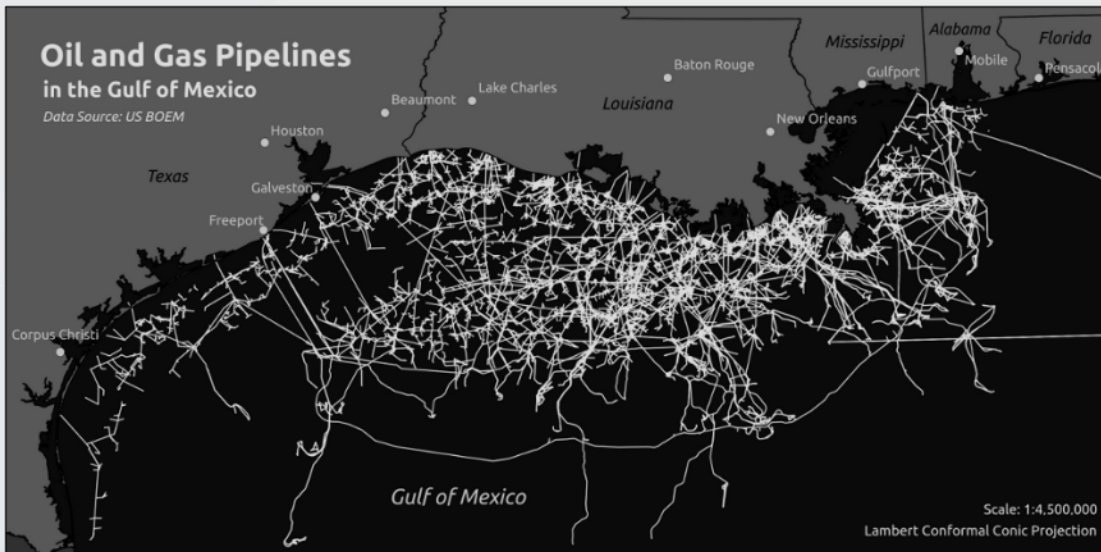 Oil and Gas Pipelines
in the Gulf of Mexico
Data Source: US BOEM
Mississippi
Alabama
Florida
Mobile
Pensacol
Gulfport
Baton Rouge
Lake Charles
Louisiana
Beaumont
New Orleans
Houston
Texas
Galveston
Freeport
Corpus Christi
Gulf of Mexico
Scale: 1:4,500,000
Lambert Conformal Conic Projection